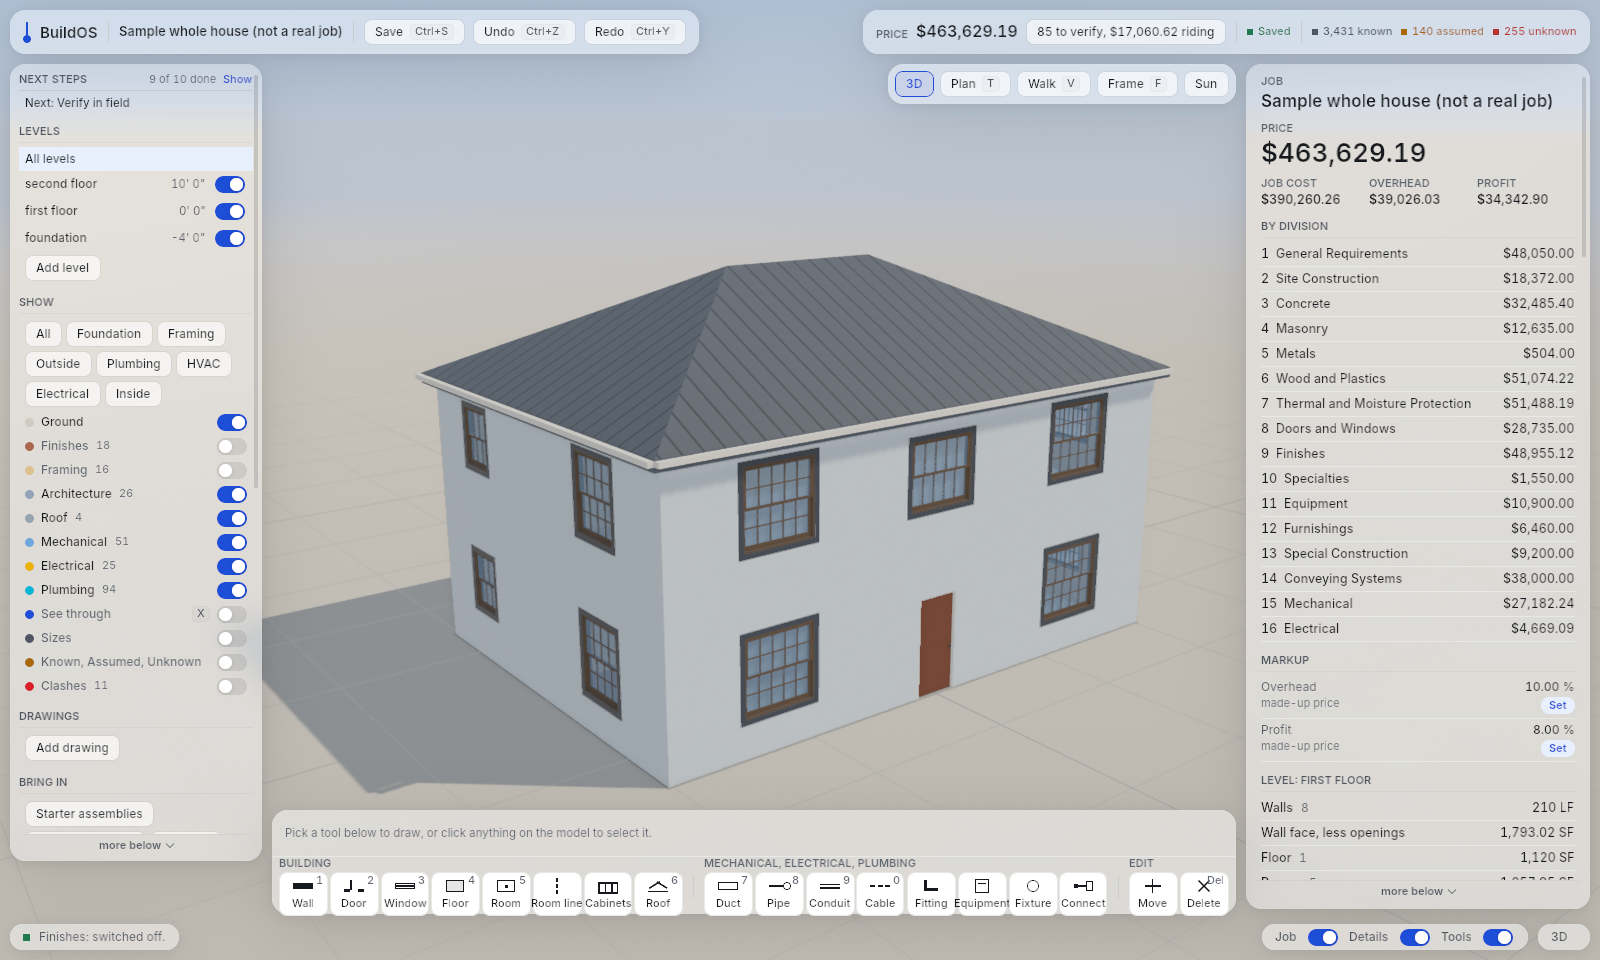 BuildOS
Sample whole house (not a real job)
Save Ctrl+S
Undo Ctrl+Z
Redo Ctrl+Y
PRICE $463,629.19
85 to verify, $17,060.62 riding
Saved
3,431 known
140 assumed
255 unknown
NEXT STEPS 9 of 10 done Show
Next: Verify in field
LEVELS
All levels
second floor 10' 0"
first floor 0' 0"
foundation -4' 0"
Add level
SHOW
All Foundation Framing
Outside Plumbing HVAC
Electrical Inside
Ground
Finishes 18
Framing 16
Architecture 26
Roof 4
Mechanical 51
Electrical 25
Plumbing 94
See through X
Sizes
Known, Assumed, Unknown
Clashes 11
DRAWINGS
Add drawing
BRING IN
Starter assemblies
more below
Finishes: switched off.
3D
Plan T
Walk V
Frame F
Sun
Pick a tool below to draw, or click anything on the model to select it.
BUILDING
Wall 1
Door 2
Window 3
Floor 4
Room 5
Room line
Cabinets
Roof 6
MECHANICAL, ELECTRICAL, PLUMBING
Duct 7
Pipe 8
Conduit 9
Cable 0
Fitting
Equipment
Fixture
Connect
EDIT
Move
Delete Del
JOB
Sample whole house (not a real job)
PRICE
$463,629.19
JOB COST OVERHEAD PROFIT
$390,260.26 $39,026.03 $34,342.90
BY DIVISION
1 General Requirements $48,050.00
2 Site Construction $18,372.00
3 Concrete $32,485.40
4 Masonry $12,635.00
5 Metals $504.00
6 Wood and Plastics $51,074.22
7 Thermal and Moisture Protection $51,488.19
8 Doors and Windows $28,735.00
9 Finishes $48,955.12
10 Specialties $1,550.00
11 Equipment $10,900.00
12 Furnishings $6,460.00
13 Special Construction $9,200.00
14 Conveying Systems $38,000.00
15 Mechanical $27,182.24
16 Electrical $4,669.09
MARKUP
Overhead 10.00 %
made-up price Set
Profit 8.00 %
made-up price Set
LEVEL: FIRST FLOOR
Walls 8 210 LF
Wall face, less openings 1,793.02 SF
Floor 1 1,120 SF
more below
Job
Details
Tools
3D